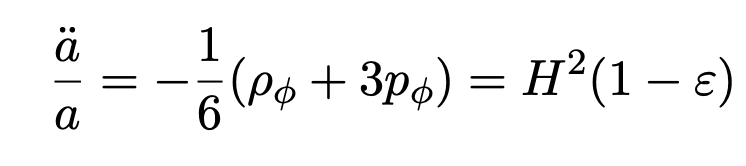 ä/a = −1/6(ρ_ϕ + 3p_ϕ) = H²(1 − ε)